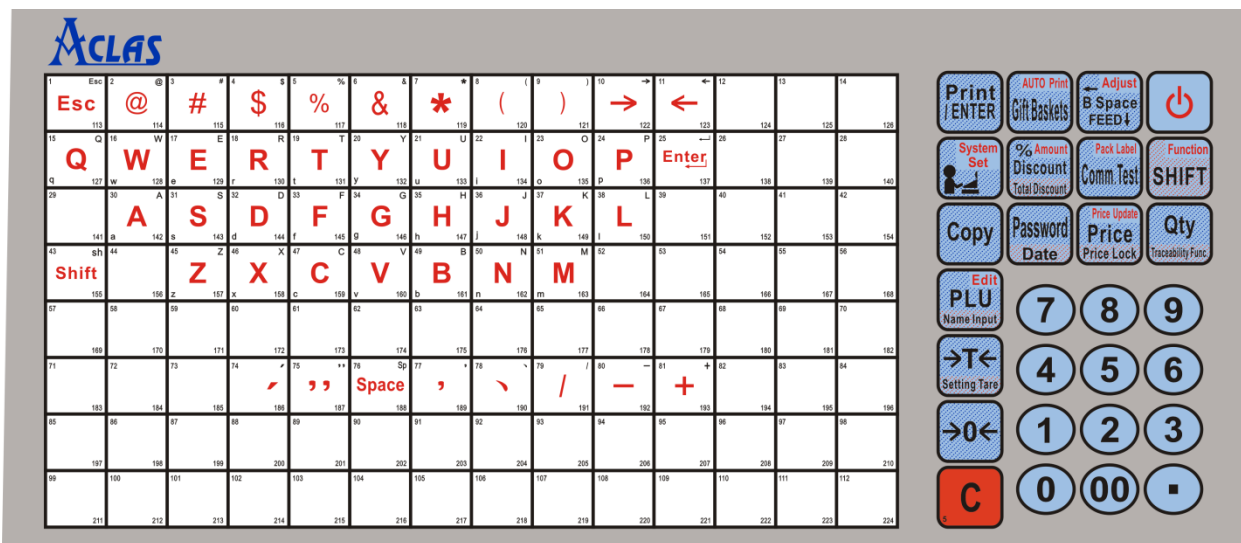 ACLAS
1 Esc 2 @ 3 # 4 $ 5 % 6 & 7 * 8 ( 9 ) 10 → 11 ← 12 13 14
Esc @ # $ % & * ( ) → ←
113 114 115 116 117 118 119 120 121 122 123 124 125 126
15 Q 16 W 17 E 18 R 19 T 20 Y 21 U 22 I 23 O 24 P 25 ↵ 26 27 28
Q W E R T Y U I O P Enter
q 127 w 128 e 129 r 130 t 131 y 132 u 133 i 134 o 135 p 136 137 138 139 140
29 30 A 31 S 32 D 33 F 34 G 35 H 36 J 37 K 38 L 39 40 41 42
A S D F G H J K L
141 a 142 s 143 d 144 f 145 g 146 h 147 j 148 k 149 l 150 151 152 153 154
43 sh 44 45 Z 46 X 47 C 48 V 49 B 50 N 51 M 52 53 54 55 56
Shift Z X C V B N M
155 156 z 157 x 158 c 159 v 160 b 161 n 162 m 163 164 165 166 167 168
57 58 59 60 61 62 63 64 65 66 67 68 69 70
169 170 171 172 173 174 175 176 177 178 179 180 181 182
71 72 73 74 ׳ 75 ,, 76 Sp 77 , 78 ヽ 79 / 80 − 81 + 82 83 84
׳ ,, Space , ヽ / − +
183 184 185 186 187 188 189 190 191 192 193 194 195 196
85 86 87 88 89 90 91 92 93 94 95 96 97 98
197 198 199 200 201 202 203 204 205 206 207 208 209 210
99 100 101 102 103 104 105 106 107 108 109 110 111 112
211 212 213 214 215 216 217 218 219 220 221 222 223 224
Print
/ ENTER
AUTO Print
Gift Baskets
← Adjust
B Space
FEED↓
System
Set
% Amount
Discount
Total Discount
Pack Label
Comm.Test
Function
SHIFT
Copy
Password
Date
Price Update
Price
Price Lock
Qty
Traceability Func.
Edit
PLU
Name Input
7 8 9
→T←
Setting Tare
4 5 6
→0←
1 2 3
C
5
0 00 .